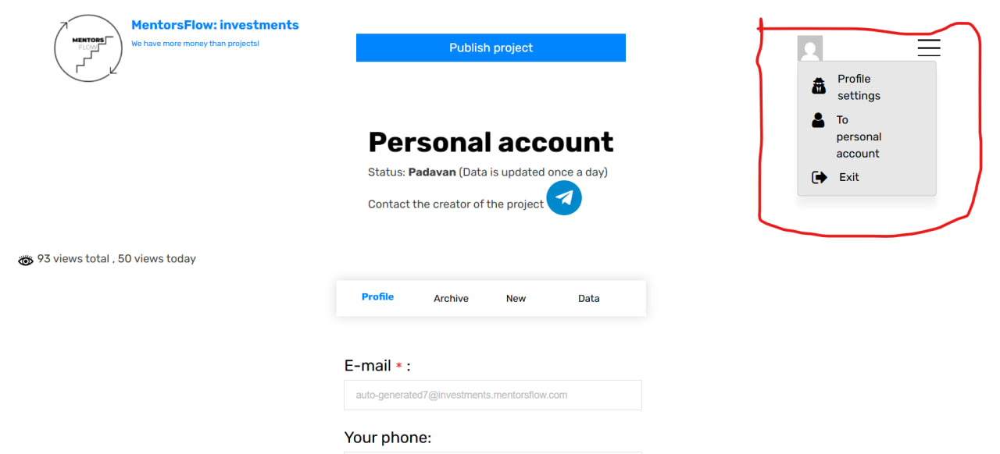 MentorsFlow: investments
We have more money than projects!
MENTORS
FLOW
Publish project
Profile
settings
To
personal
account
Exit
Personal account
Status: Padavan (Data is updated once a day)
Contact the creator of the project
93 views total , 50 views today
Profile Archive New Data
E-mail * :
auto-generated7@investments.mentorsflow.com
Your phone: